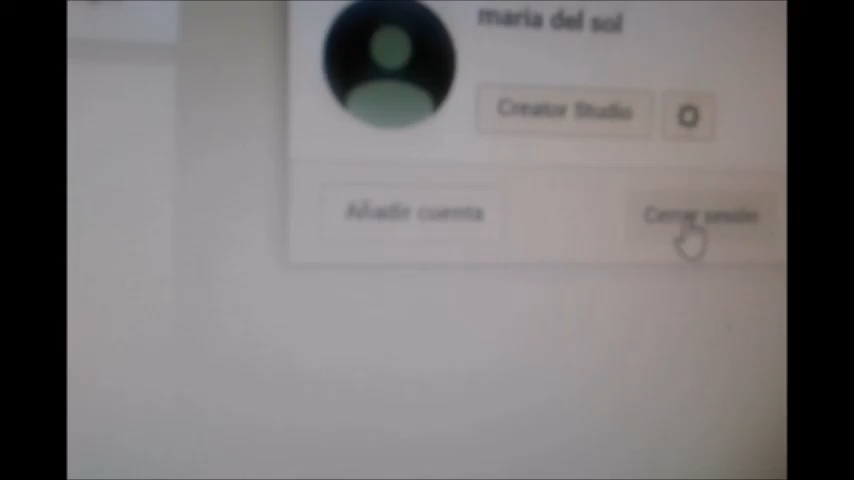 maria del sol
Creator Studio
Añadir cuenta
Cerrar sesión